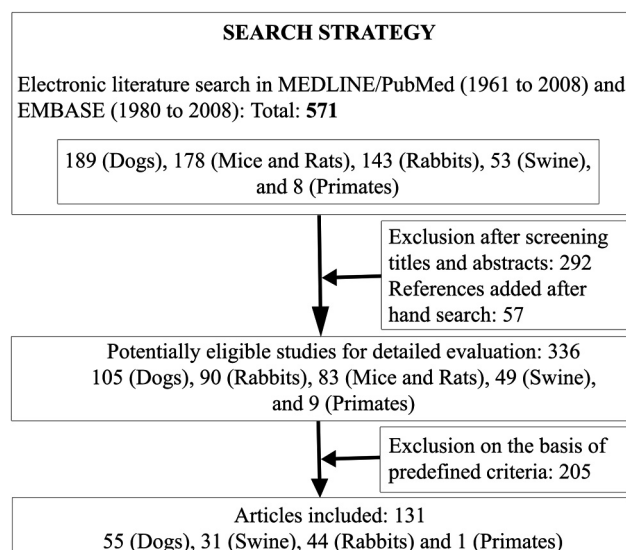 SEARCH STRATEGY
Electronic literature search in MEDLINE/PubMed (1961 to 2008) and
EMBASE (1980 to 2008): Total: 571
189 (Dogs), 178 (Mice and Rats), 143 (Rabbits), 53 (Swine),
and 8 (Primates)
Exclusion after screening
titles and abstracts: 292
References added after
hand search: 57
Potentially eligible studies for detailed evaluation: 336
105 (Dogs), 90 (Rabbits), 83 (Mice and Rats), 49 (Swine),
and 9 (Primates)
Exclusion on the basis of
predefined criteria: 205
Articles included: 131
55 (Dogs), 31 (Swine), 44 (Rabbits) and 1 (Primates)